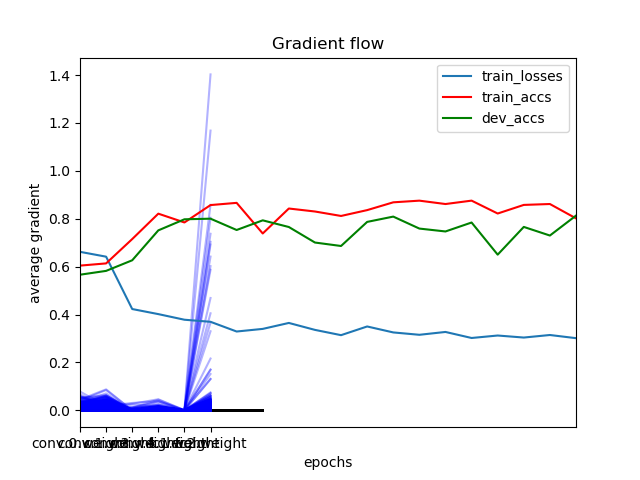 Gradient flow
1.4
1.2
1.0
0.8
0.6
0.4
0.2
0.0
average gradient
train_losses
train_accs
dev_accs
epochs